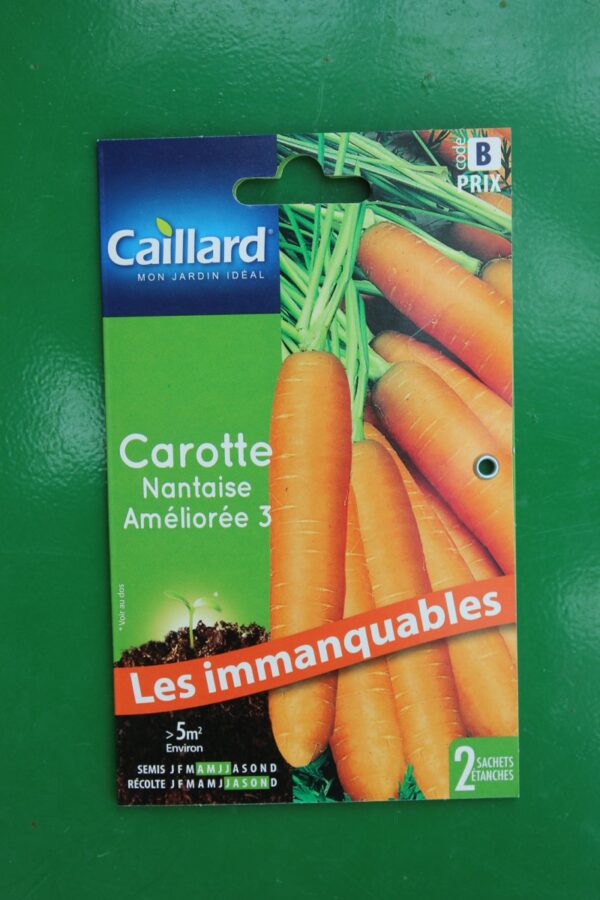 code
B
PRIX
Caillard®
MON JARDIN IDÉAL
Carotte
Nantaise
Améliorée 3
*Voir au dos
Les immanquables
>5m²
Environ
SEMIS J F M A M J J A S O N D
RÉCOLTE J F M A M J J A S O N D
2 SACHETS
ÉTANCHES